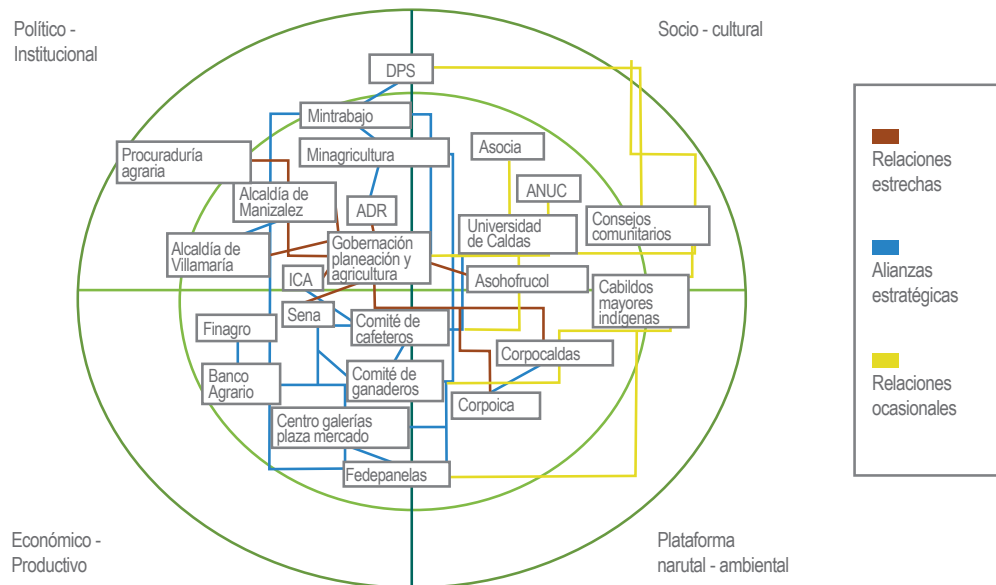 Político -
Institucional
Socio - cultural
DPS
Mintrabajo
Procuraduría
agraria
Minagricultura
Asocia
ANUC
Alcaldía de
Manizalez
ADR
Universidad
de Caldas
Consejos
comunitarios
Alcaldía de
Villamaría
Gobernación
planeación y
agricultura
ICA
Asohofrucol
Cabildos
mayores
indígenas
Sena
Finagro
Comité de
cafeteros
Corpocaldas
Banco
Agrario
Comité de
ganaderos
Corpoica
Centro galerías
plaza mercado
Fedepanelas
Económico -
Productivo
Plataforma
narutal - ambiental
Relaciones
estrechas
Alianzas
estratégicas
Relaciones
ocasionales